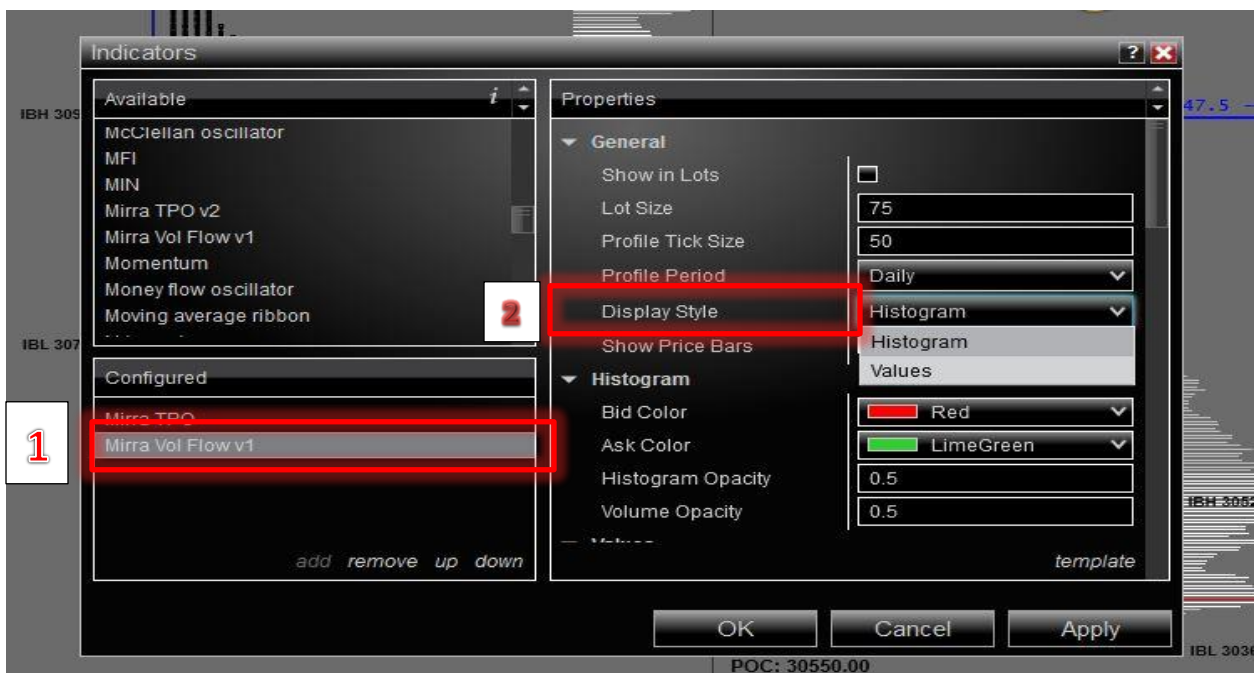 Indicators
?
IBH 309
Available
i
McClellan oscillator
MFI
MIN
Mirra TPO v2
Mirra Vol Flow v1
Momentum
Money flow oscillator
Moving average ribbon
IBL 307
Configured
Mirra TPO
1
Mirra Vol Flow v1
add remove up down
Properties
General
Show in Lots
Lot Size 75
Profile Tick Size 50
Profile Period Daily
2
Display Style Histogram
Histogram
Values
Show Price Bars
Histogram
Bid Color Red
Ask Color LimeGreen
Histogram Opacity 0.5
Volume Opacity 0.5
Values
template
OK Cancel Apply
47.5 -
IBH 3052
IBL 3036
POC: 30550.00